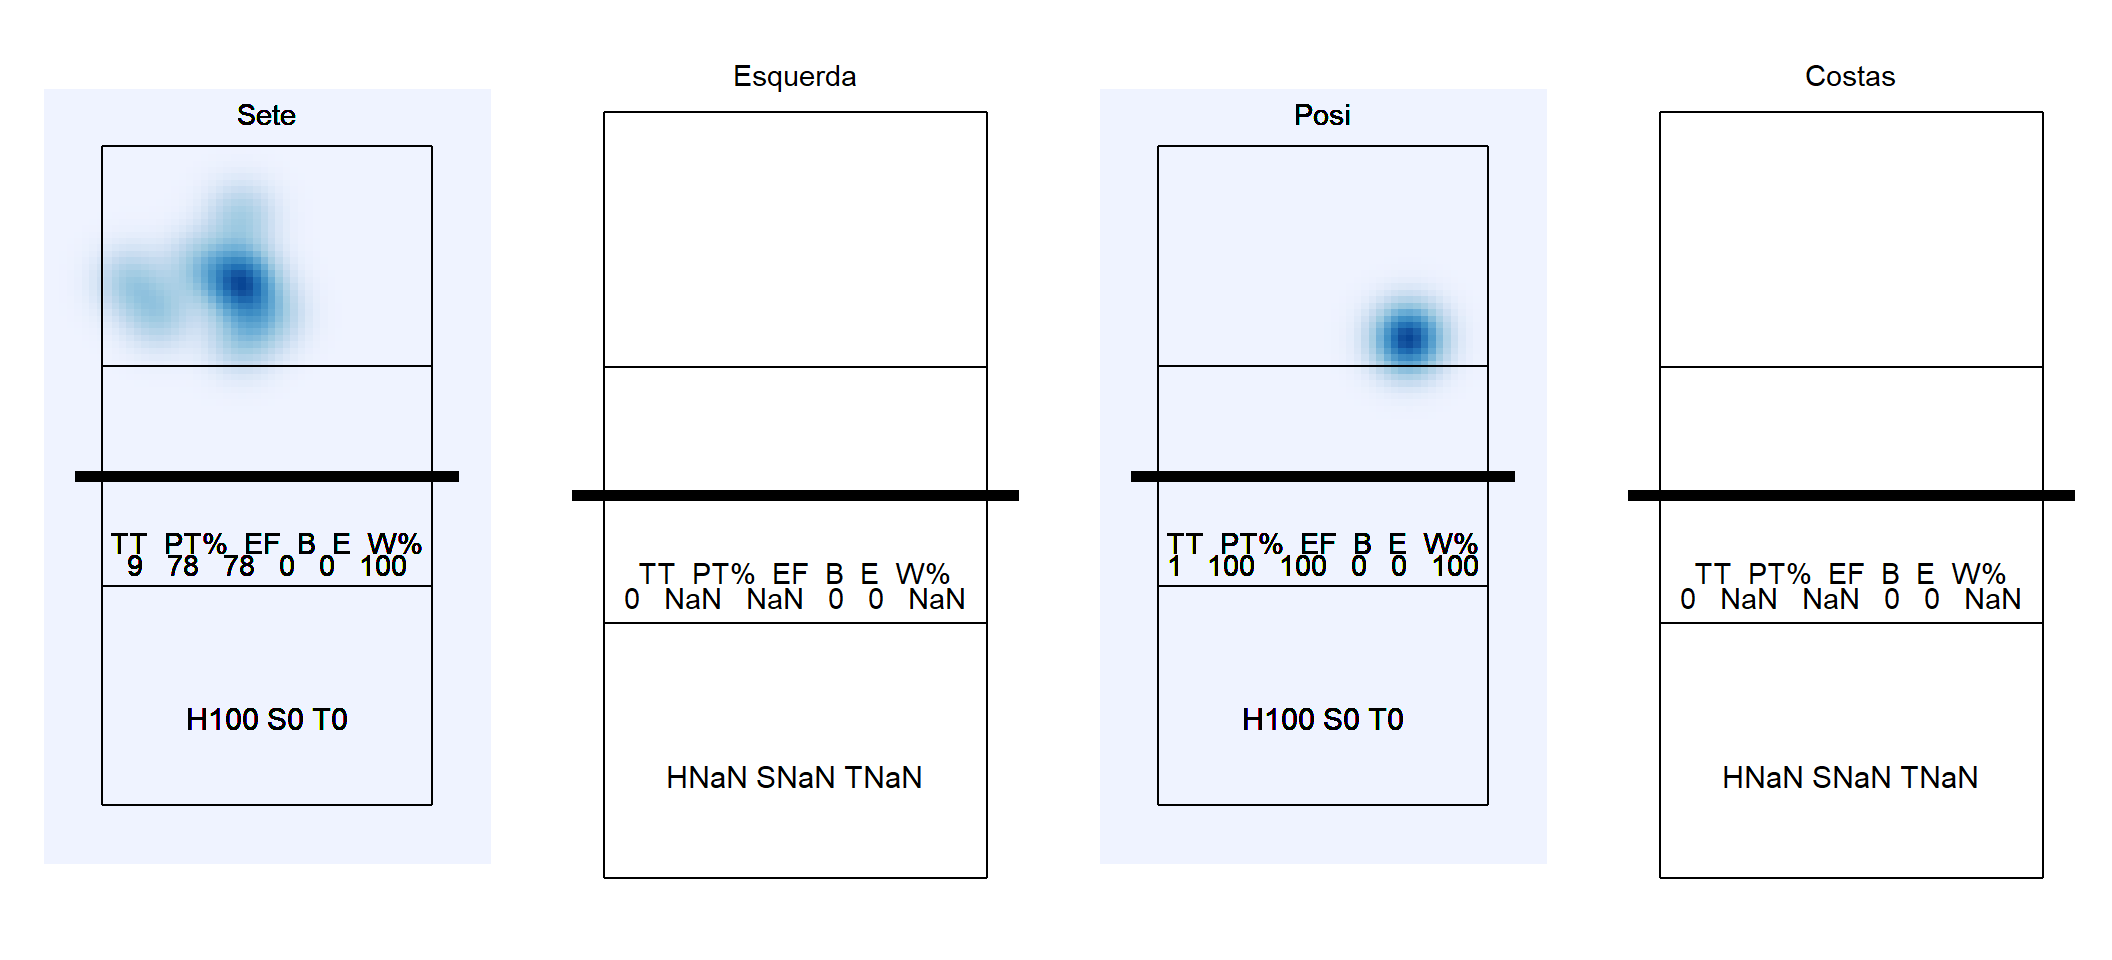 Sete
TT PT% EF B E W%
9 78 78 0 0 100
H100 S0 T0
Esquerda
TT PT% EF B E W%
0 NaN NaN 0 0 NaN
HNaN SNaN TNaN
Posi
TT PT% EF B E W%
1 100 100 0 0 100
H100 S0 T0
Costas
TT PT% EF B E W%
0 NaN NaN 0 0 NaN
HNaN SNaN TNaN